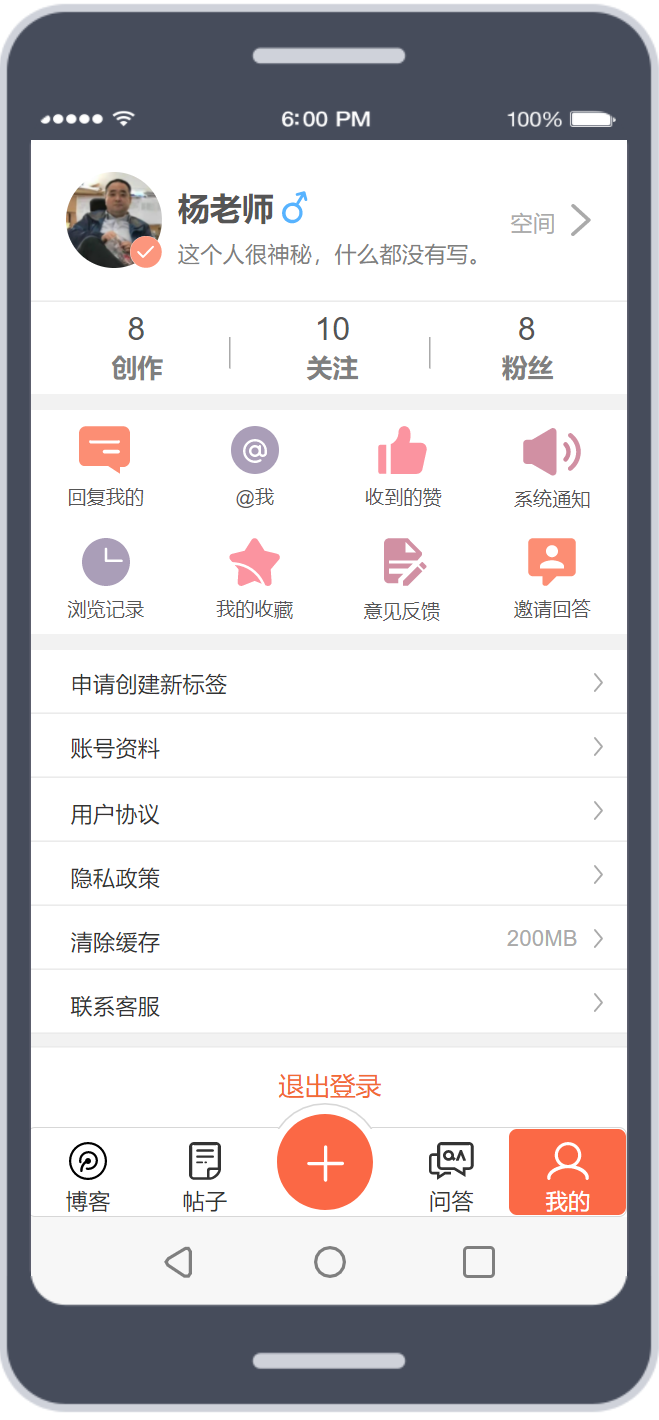 6:00 PM
100%
杨老师
空间
这个人很神秘，什么都没有写。
8
10
8
创作
关注
粉丝
回复我的
@我
收到的赞
系统通知
浏览记录
我的收藏
意见反馈
邀请回答
申请创建新标签
账号资料
用户协议
隐私政策
清除缓存
200MB
联系客服
退出登录
博客
帖子
问答
我的